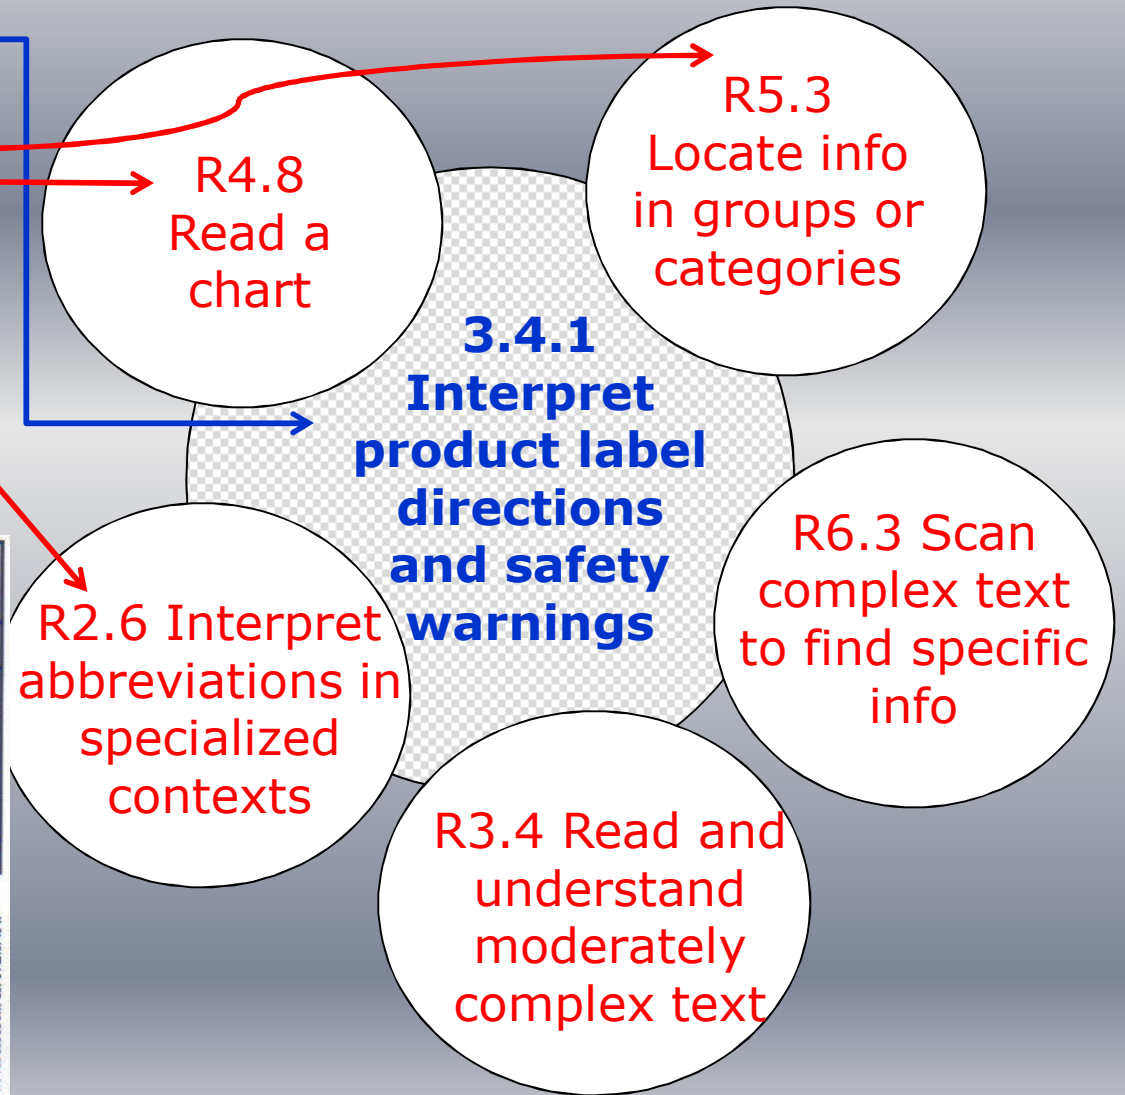 R4.8
Read a
chart
R5.3
Locate info
in groups or
categories
3.4.1
Interpret
product label
directions
and safety
warnings
R6.3 Scan
complex text
to find specific
info
R2.6 Interpret
abbreviations in
specialized
contexts
R3.4 Read and
understand
moderately
complex text